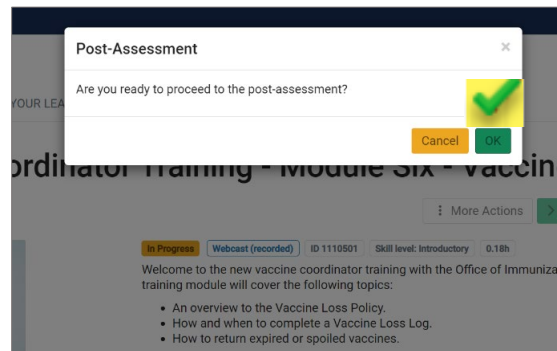 Post-Assessment ×
Are you ready to proceed to the post-assessment?
YOUR LEA
Cancel OK
ordinator Training - Module Six - Vaccin
More Actions
In Progress Webcast (recorded) ID 1110501 Skill level: Introductory 0.18h
Welcome to the new vaccine coordinator training with the Office of Immuniza
training module will cover the following topics:
• An overview to the Vaccine Loss Policy.
• How and when to complete a Vaccine Loss Log.
• How to return expired or spoiled vaccines.